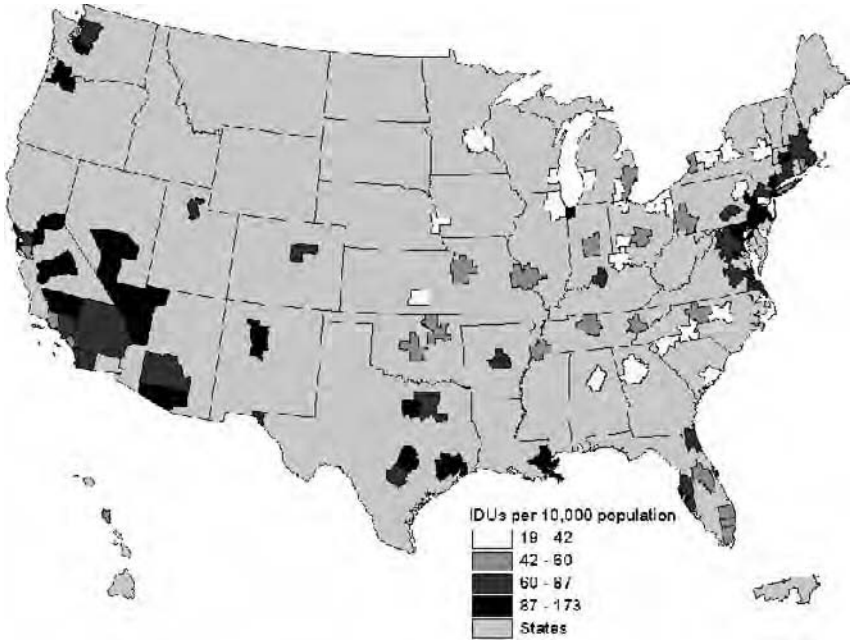 IDUs per 10,000 population
19 - 42
42 - 60
60 - 87
87 - 173
States